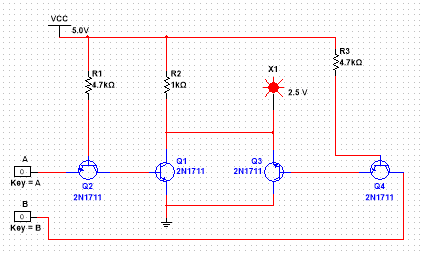 VCC
5.0V
R1
4.7kΩ
R2
1kΩ
X1
2.5 V
R3
4.7kΩ
A
0
Key = A
Q2
2N1711
Q1
2N1711
Q3
2N1711
Q4
2N1711
B
0
Key = B